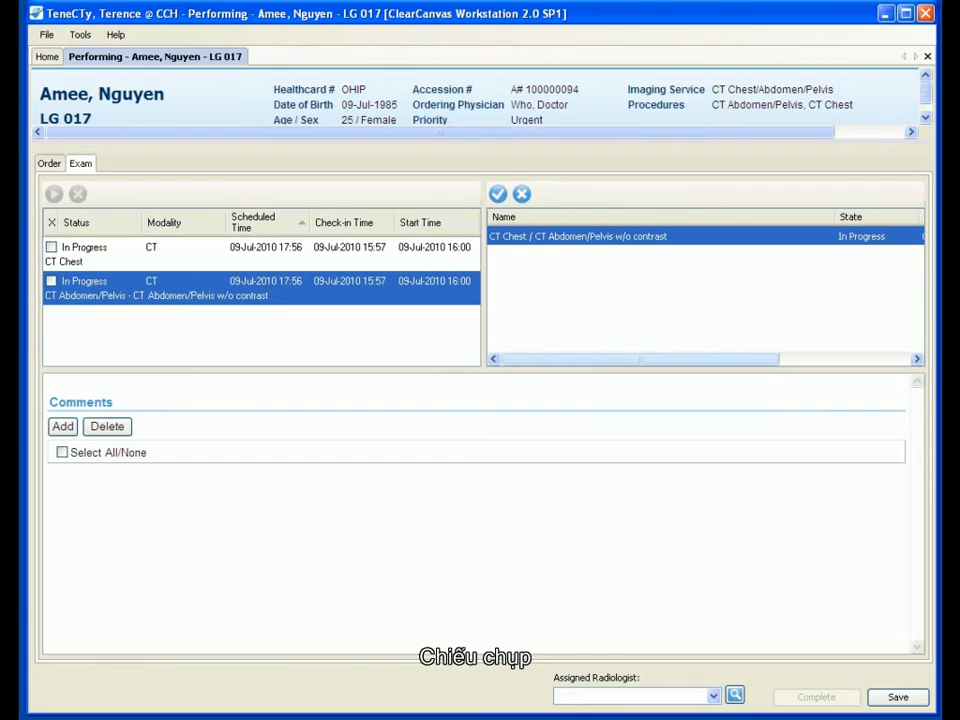 TeneCTy, Terence @ CCH - Performing - Amee, Nguyen - LG 017 [ClearCanvas Workstation 2.0 SP1]
File Tools Help
Home Performing - Amee, Nguyen - LG 017
Amee, Nguyen
LG 017
Healthcard # OHIP
Date of Birth 09-Jul-1985
Age / Sex 25 / Female
Accession # A# 100000094
Ordering Physician Who, Doctor
Priority Urgent
Imaging Service CT Chest/Abdomen/Pelvis
Procedures CT Abdomen/Pelvis, CT Chest
Order Exam
X Status Modality Scheduled Time Check-in Time Start Time
In Progress CT 09-Jul-2010 17:56 09-Jul-2010 15:57 09-Jul-2010 16:00
CT Chest
In Progress CT 09-Jul-2010 17:56 09-Jul-2010 15:57 09-Jul-2010 16:00
CT Abdomen/Pelvis - CT Abdomen/Pelvis w/o contrast
Name State
CT Chest / CT Abdomen/Pelvis w/o contrast In Progress
Comments
Add Delete
Select All/None
Chiếu chụp
Assigned Radiologist:
Complete Save